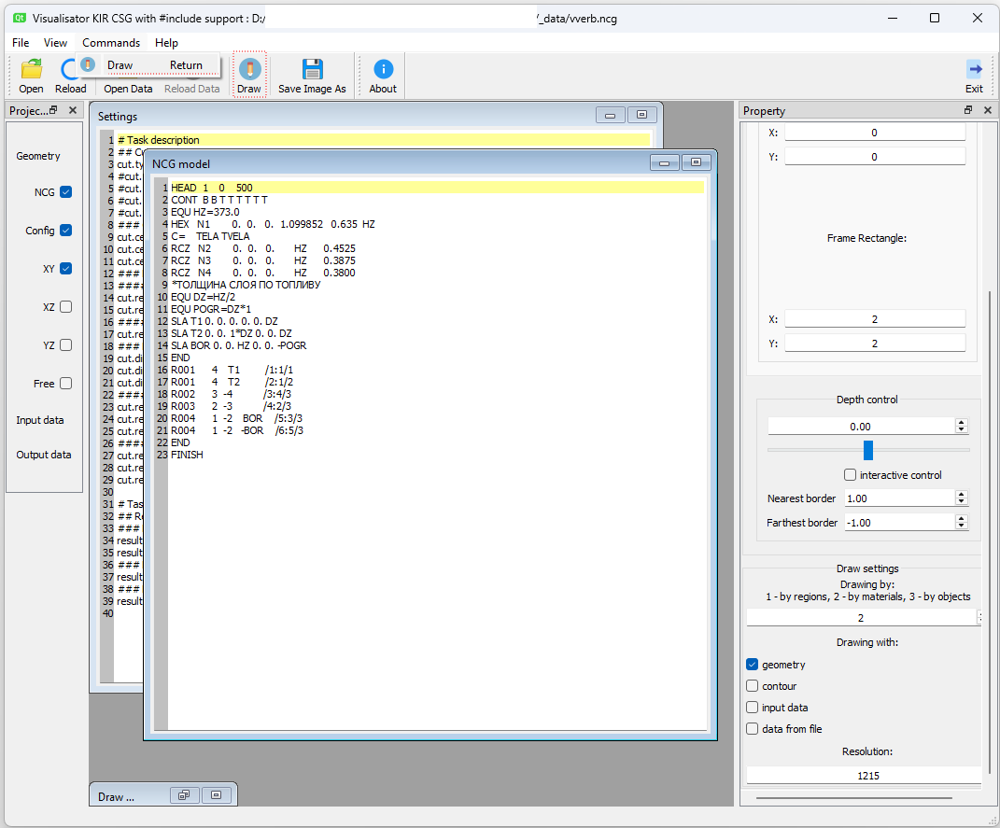 Visualisator KIR CSG with #include support : D:/ /_data/vverb.ncg
File View Commands Help
Draw Return
Open Reload Open Data Reload Data Draw Save Image As About Exit
Projec...
Geometry
NCG
Config
XY
XZ
YZ
Free
Input data
Output data
Settings
1 # Task description
2 ## Cu
3 cut.ty
4 #cut.
5 #cut.
6 #cut.
7 #cut.
8 ###
9 cut.ce
10 cut.ce
11 cut.ce
12 ###
13 ####
14 cut.re
15 cut.re
16 ####
17 cut.re
18 ###
19 cut.di
20 cut.di
21 cut.di
22 ####
23 cut.re
24 cut.re
25 cut.re
26 ####
27 cut.re
28 cut.re
29 cut.re
30
31 # Tas
32 ## Re
33 ###
34 result
35 result
36 ###
37 result
38 ###
39 result
40
NCG model
1 HEAD 1 0 500
2 CONT B B T T T T T T
3 EQU HZ=373.0
4 HEX N1 0. 0. 0. 1.099852 0.635 HZ
5 C= TELA TVELA
6 RCZ N2 0. 0. 0. HZ 0.4525
7 RCZ N3 0. 0. 0. HZ 0.3875
8 RCZ N4 0. 0. 0. HZ 0.3800
9 *ТОЛЩИНА СЛОЯ ПО ТОПЛИВУ
10 EQU DZ=HZ/2
11 EQU POGR=DZ*1
12 SLA T1 0. 0. 0. 0. 0. DZ
13 SLA T2 0. 0. 1*DZ 0. 0. DZ
14 SLA BOR 0. 0. HZ 0. 0. -POGR
15 END
16 R001 4 T1 /1:1/1
17 R001 4 T2 /2:1/2
18 R002 3 -4 /3:4/3
19 R003 2 -3 /4:2/3
20 R004 1 -2 BOR /5:3/3
21 R004 1 -2 -BOR /6:5/3
22 END
23 FINISH
Draw ...
Property
X: 0
Y: 0
Frame Rectangle:
X: 2
Y: 2
Depth control
0.00
interactive control
Nearest border 1.00
Farthest border -1.00
Draw settings
Drawing by:
1 - by regions, 2 - by materials, 3 - by objects
2
Drawing with:
geometry
contour
input data
data from file
Resolution:
1215